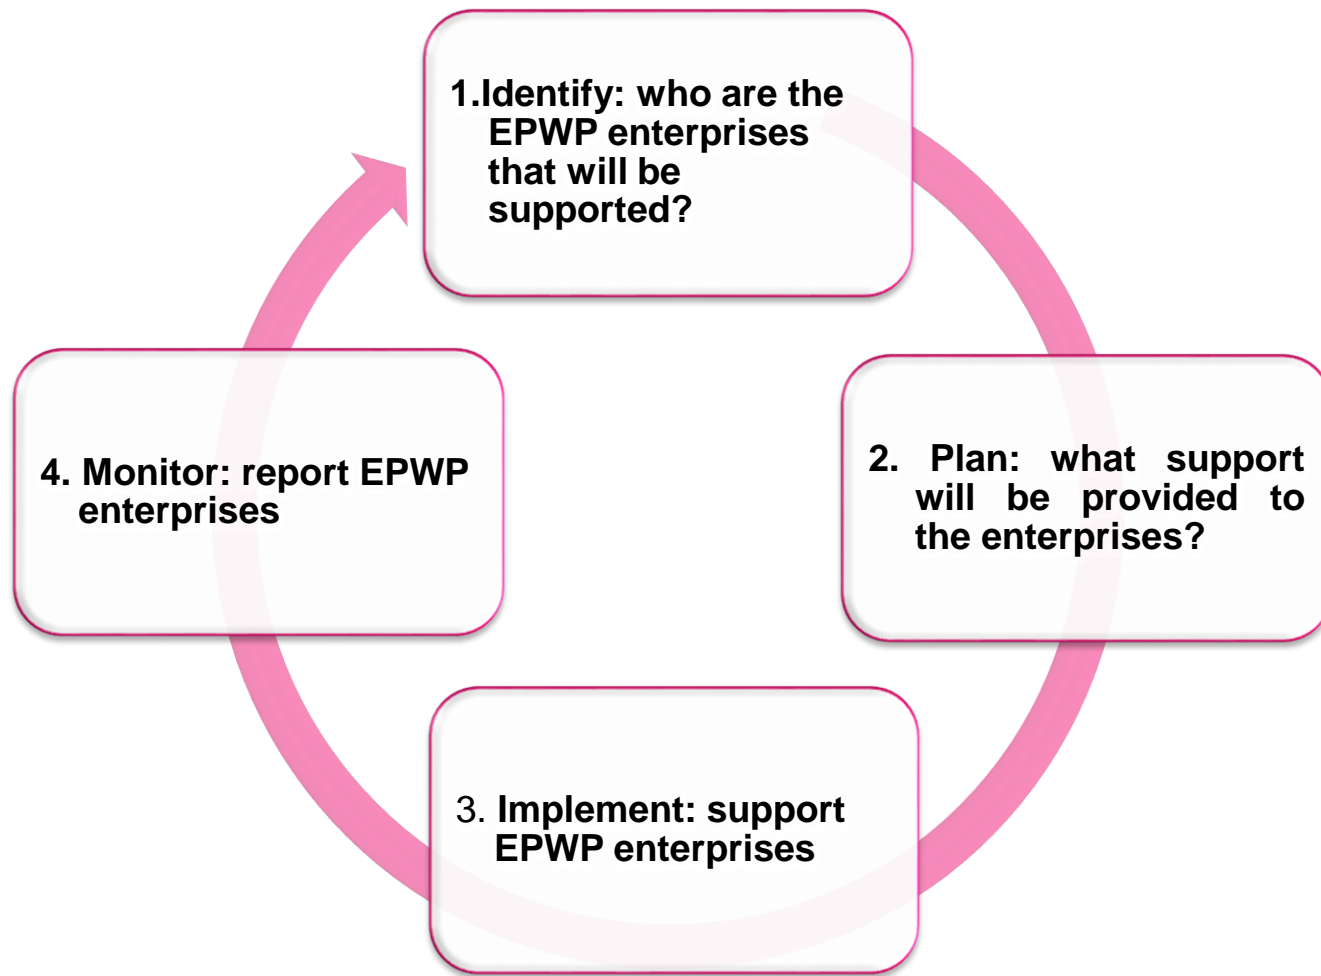 1.Identify: who are the
EPWP enterprises
that will be
supported?
2. Plan: what support
will be provided to
the enterprises?
3. Implement: support
EPWP enterprises
4. Monitor: report EPWP
enterprises